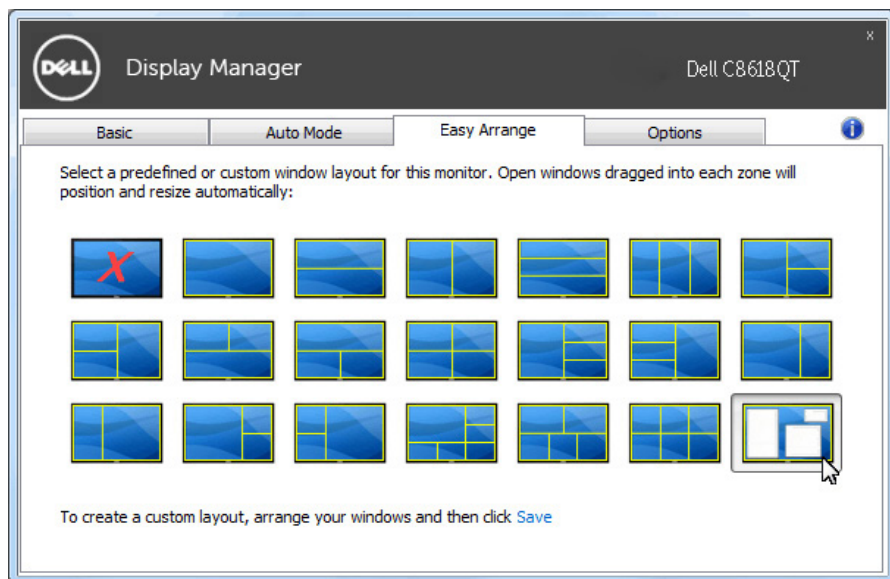 DELL
Display Manager
Dell C8618QT
x
Basic
Auto Mode
Easy Arrange
Options
i
Select a predefined or custom window layout for this monitor. Open windows dragged into each zone will
position and resize automatically:
X
To create a custom layout, arrange your windows and then click Save